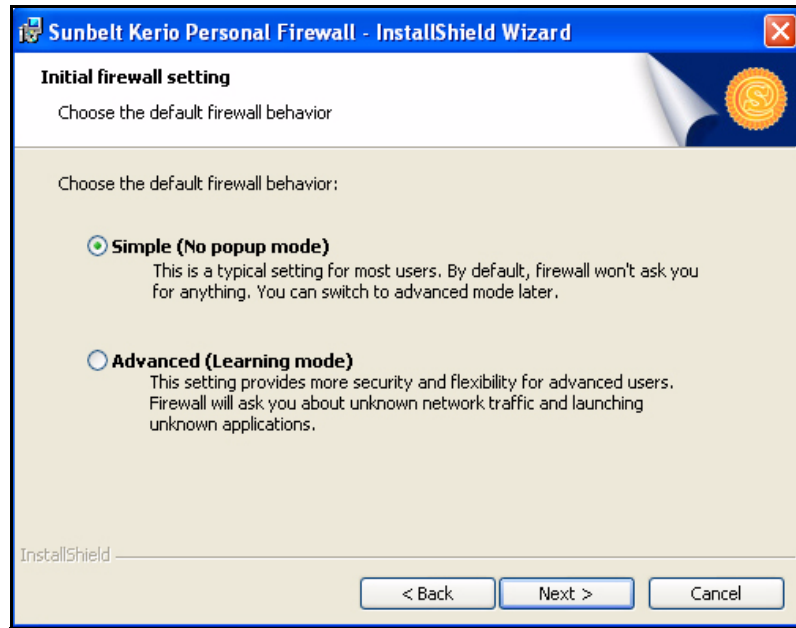 Sunbelt Kerio Personal Firewall - InstallShield Wizard
Initial firewall setting
Choose the default firewall behavior
Choose the default firewall behavior:
Simple (No popup mode)
This is a typical setting for most users. By default, firewall won't ask you
for anything. You can switch to advanced mode later.
Advanced (Learning mode)
This setting provides more security and flexibility for advanced users.
Firewall will ask you about unknown network traffic and launching
unknown applications.
InstallShield
< Back
Next >
Cancel